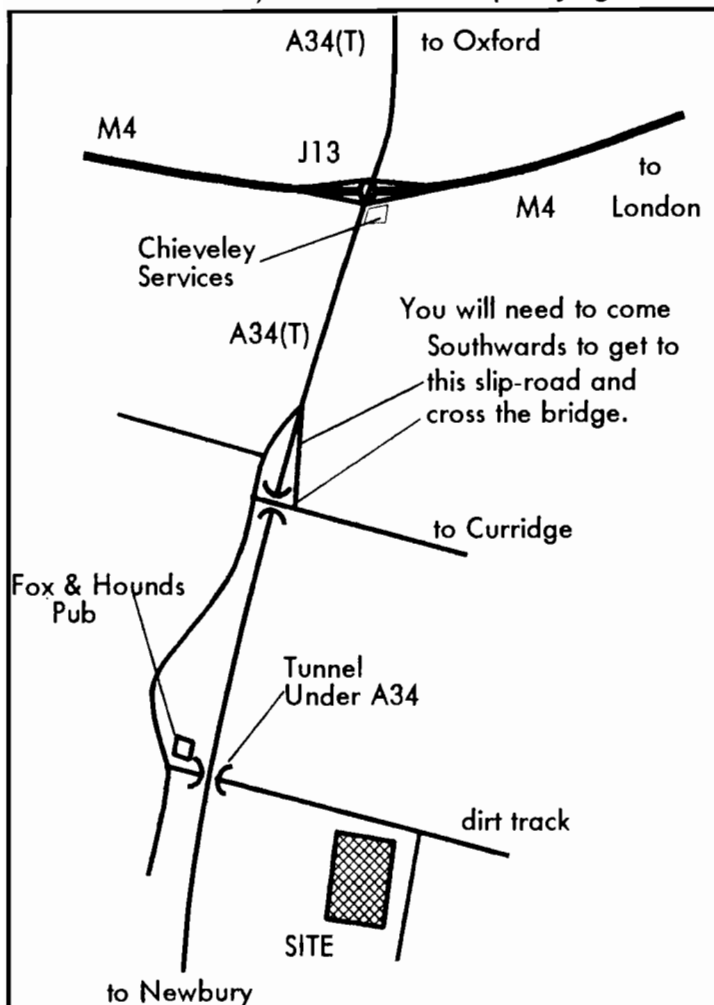 A34(T) to Oxford
M4
J13
to
London
M4
Chieveley
Services
A34(T)
You will need to come
Southwards to get to
this slip-road and
cross the bridge.
to Curridge
Fox & Hounds
Pub
Tunnel
Under A34
dirt track
SITE
to Newbury